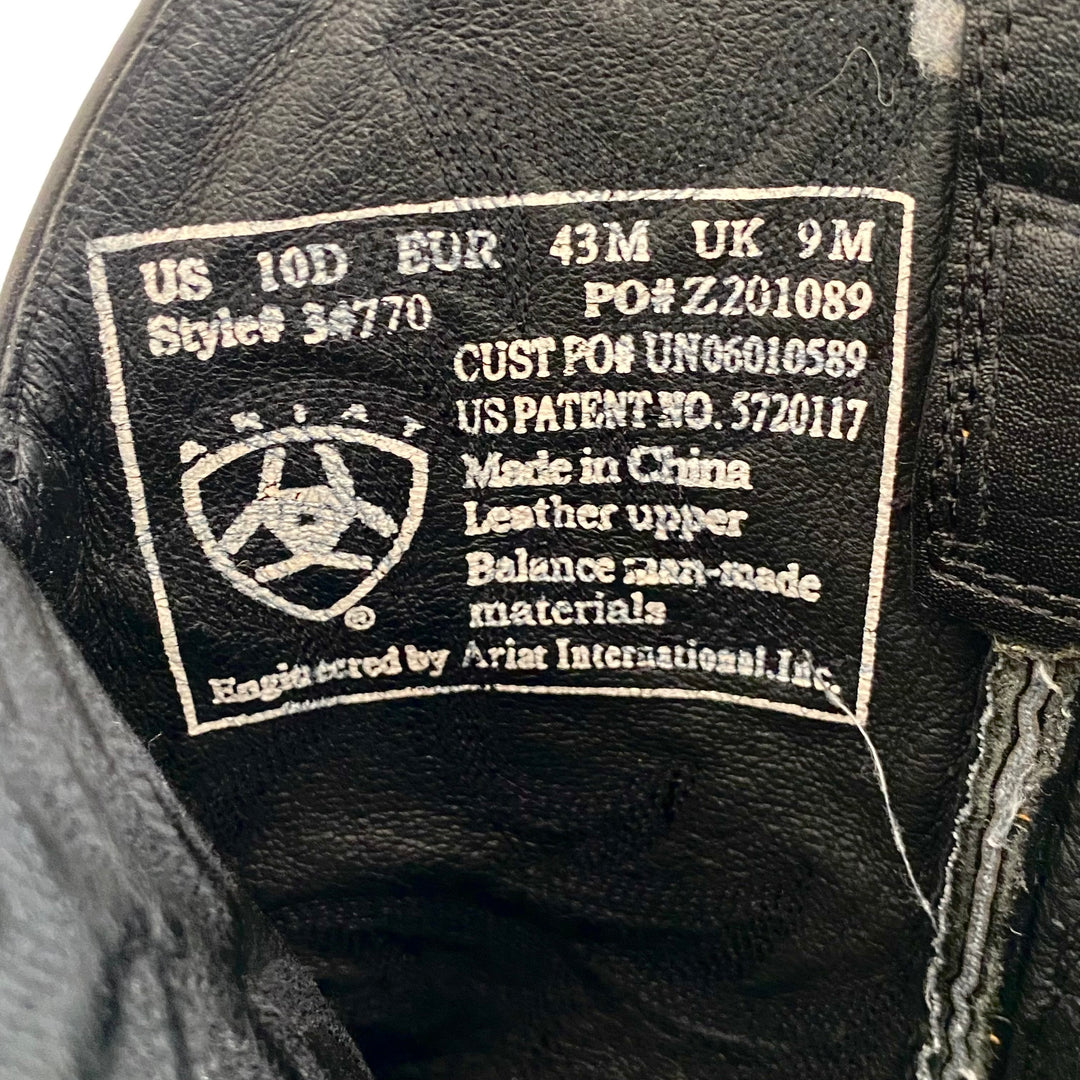 US 10D EUR 43M UK 9M
Style# 34770
PO# Z201089
CUST PO# UN06010589
US PATENT NO. 5720117
ARIAT
®
Made in China
Leather upper
Balance man-made
materials
Engineered by Ariat International.Inc.